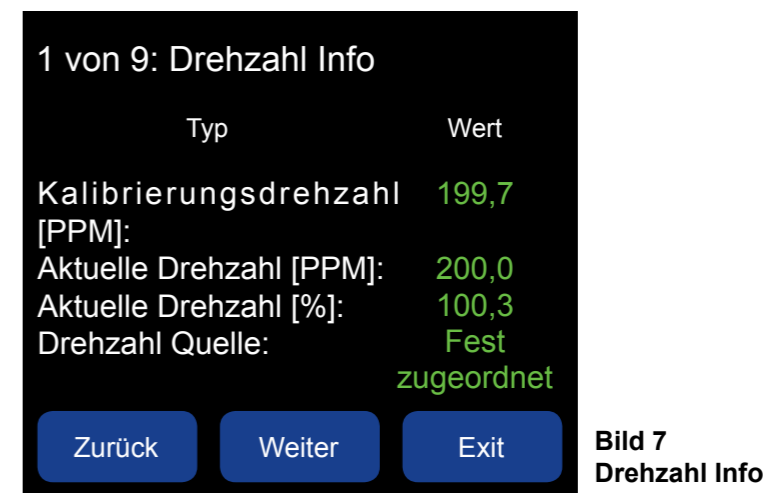 1 von 9: Drehzahl Info
Typ Wert
Kalibrierungsdrehzahl 199,7
[PPM]:
Aktuelle Drehzahl [PPM]: 200,0
Aktuelle Drehzahl [%]: 100,3
Drehzahl Quelle: Fest
zugeordnet
Zurück Weiter Exit
Bild 7
Drehzahl Info